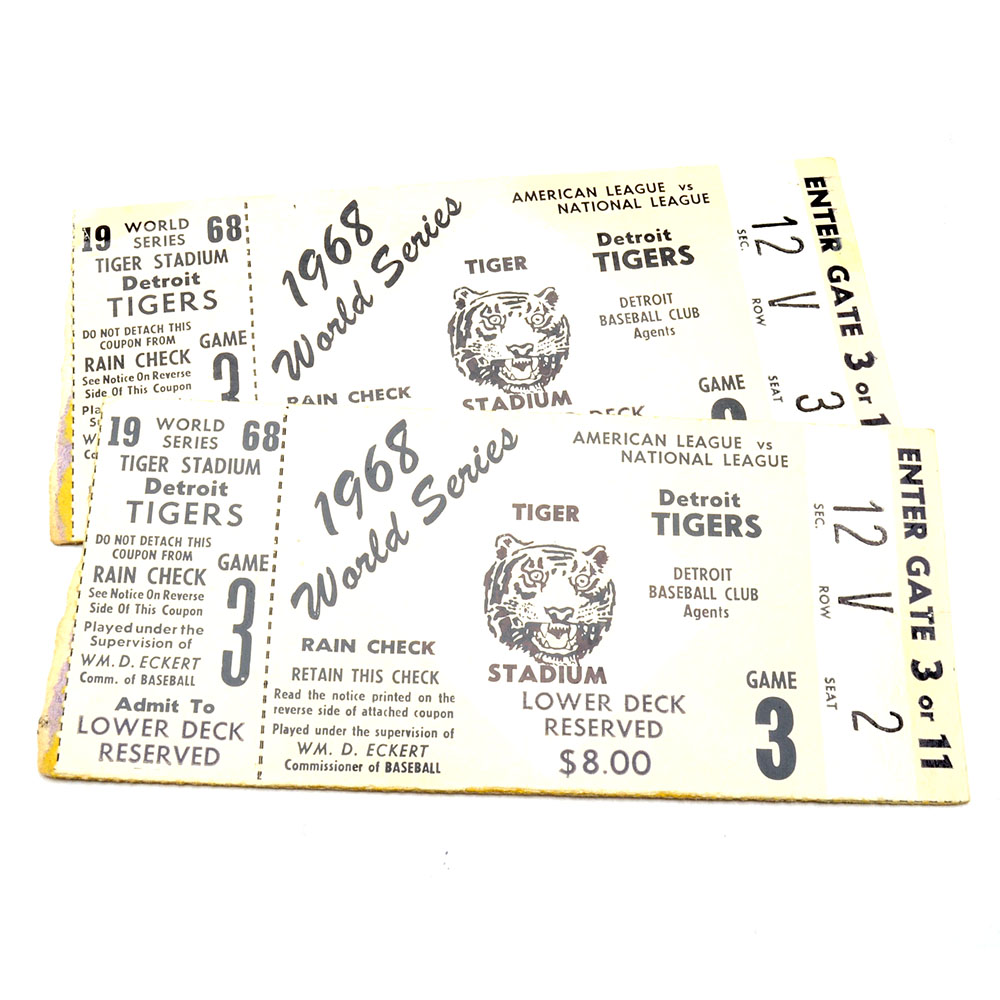 19 WORLD SERIES 68
TIGER STADIUM
Detroit
TIGERS
DO NOT DETACH THIS
COUPON FROM
RAIN CHECK
See Notice On Reverse
Side Of This Coupon
GAME
3
1968
World Series
RAIN CHECK
AMERICAN LEAGUE vs
NATIONAL LEAGUE
TIGER
STADIUM
Detroit
TIGERS
DETROIT
BASEBALL CLUB
Agents
DECK
GAME
SEC. 12
ROW V
SEAT 3
ENTER GATE 3 or
19 WORLD SERIES 68
TIGER STADIUM
Detroit
TIGERS
DO NOT DETACH THIS
COUPON FROM
RAIN CHECK
See Notice On Reverse
Side Of This Coupon
Played under the
Supervision of
WM. D. ECKERT
Comm. of BASEBALL
GAME
3
Admit To
LOWER DECK
RESERVED
1968
World Series
RAIN CHECK
RETAIN THIS CHECK
Read the notice printed on the
reverse side of attached coupon
Played under the supervision of
WM. D. ECKERT
Commissioner of BASEBALL
AMERICAN LEAGUE vs
NATIONAL LEAGUE
TIGER
STADIUM
LOWER DECK
RESERVED
$8.00
Detroit
TIGERS
DETROIT
BASEBALL CLUB
Agents
GAME
3
SEC. 12
ROW V
SEAT 2
ENTER GATE 3 or 11